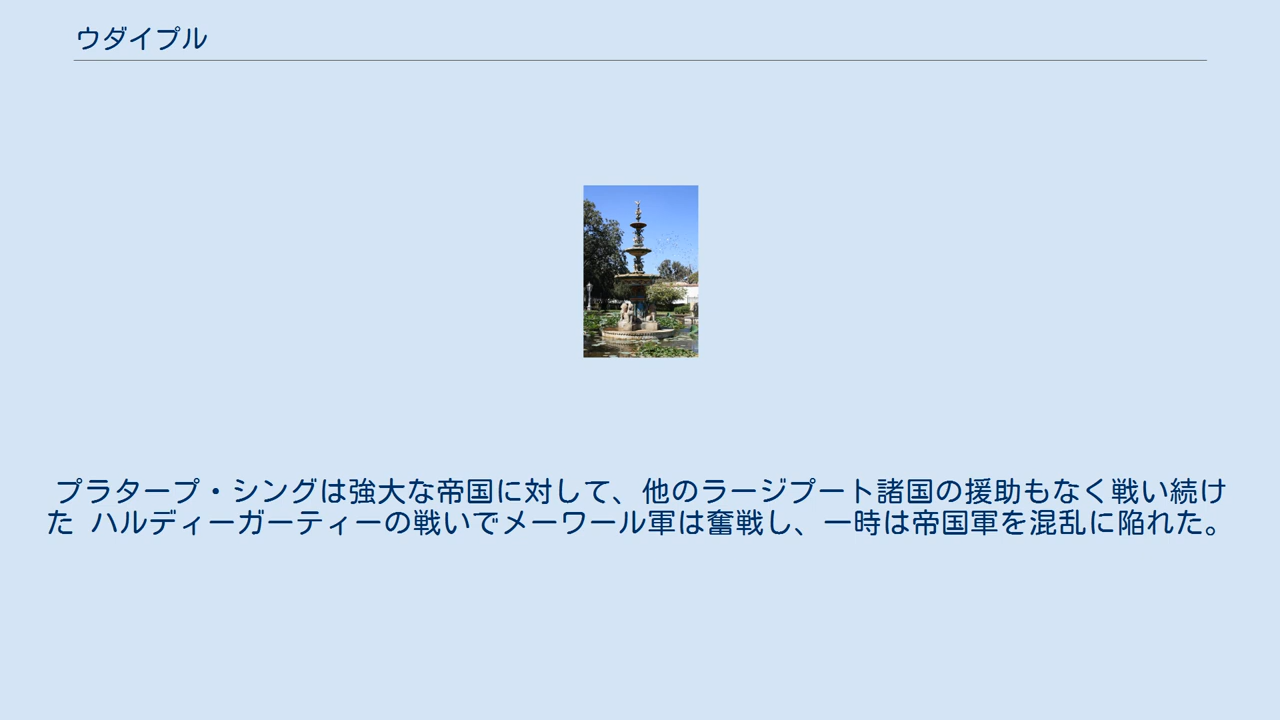 ウダイプル
プラタープ・シングは強大な帝国に対して、他のラージプート諸国の援助もなく戦い続け
た ハルディーガーティーの戦いでメーワール軍は奮戦し、一時は帝国軍を混乱に陥れた。